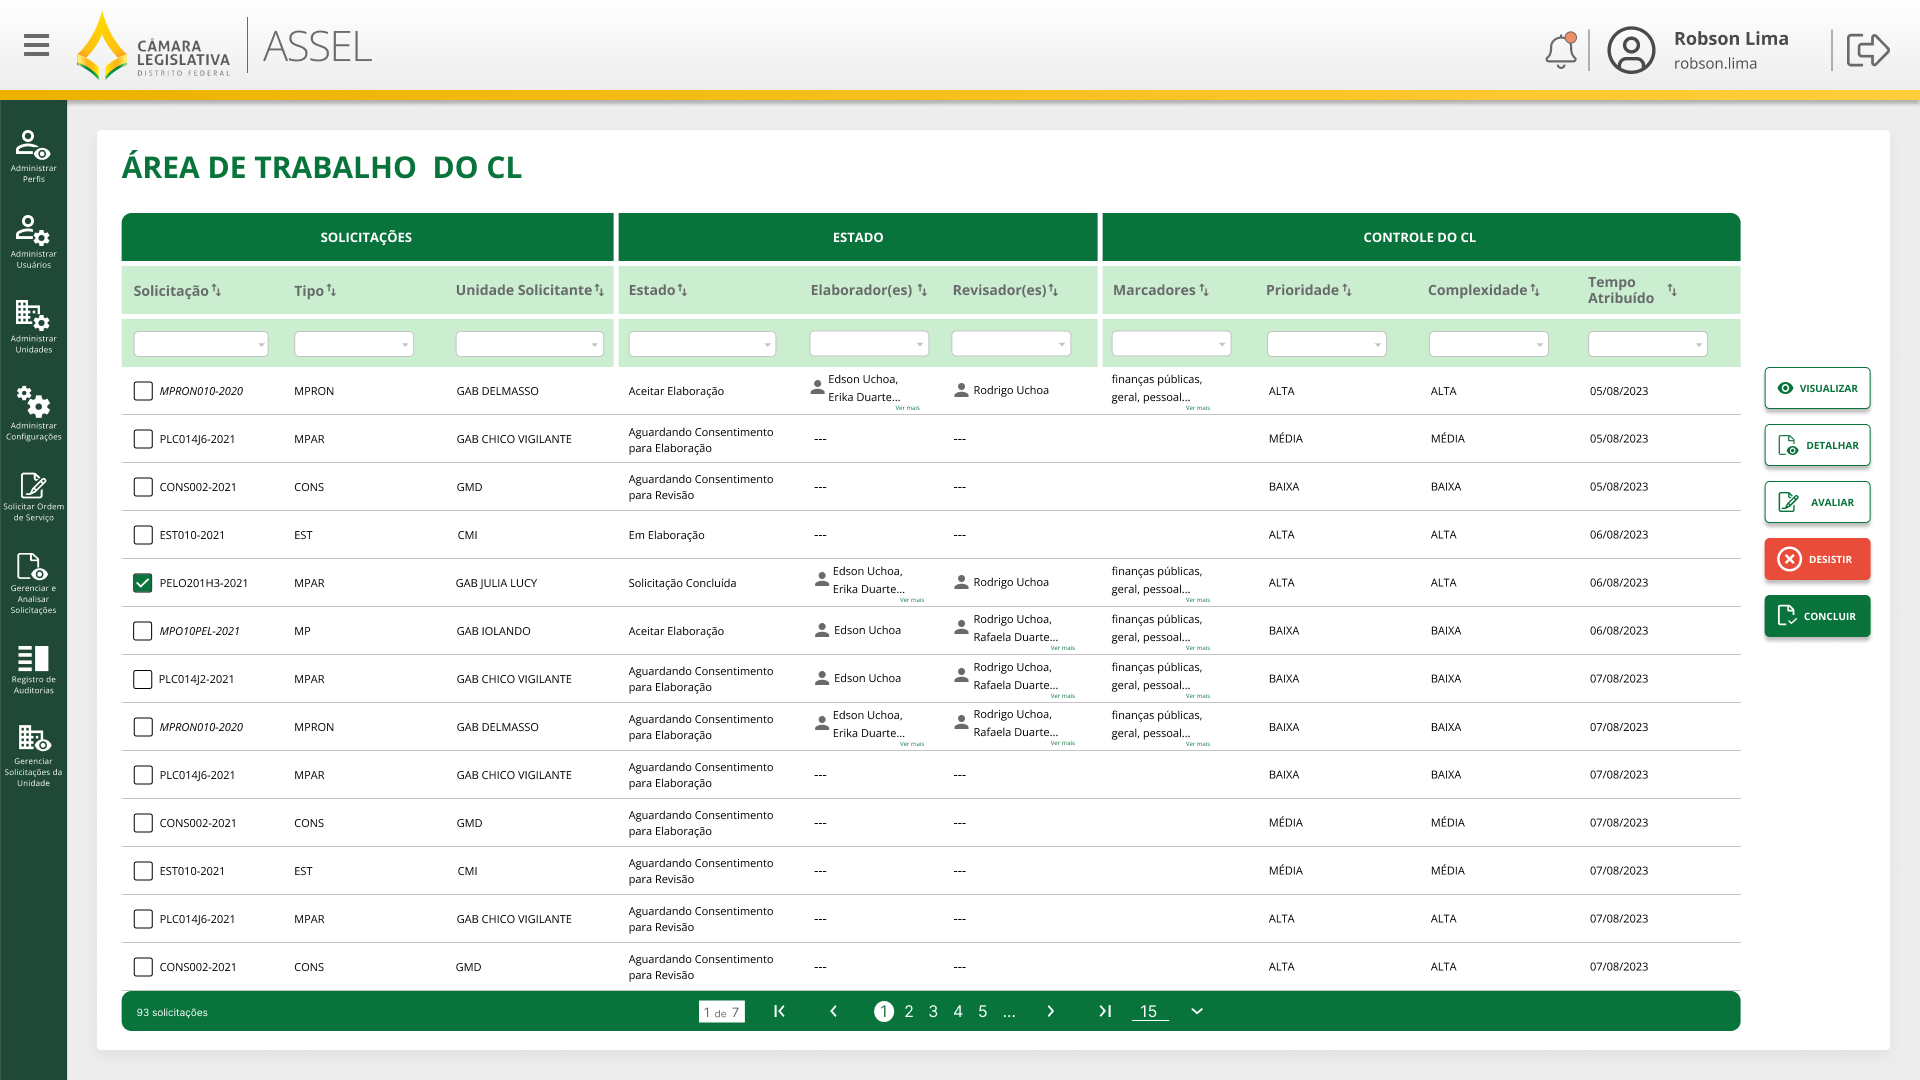 CÂMARA
LEGISLATIVA
DISTRITO FEDERAL
ASSEL
Robson Lima
robson.lima
Administrar
Perfis
Administrar
Usuários
Administrar
Unidades
Administrar
Configurações
Solicitar Ordem
de Serviço
Gerenciar e
Analisar
Solicitações
Registro de
Auditorias
Gerenciar
Solicitações da
Unidade
ÁREA DE TRABALHO DO CL
SOLICITAÇÕES ESTADO CONTROLE DO CL
Solicitação Tipo Unidade Solicitante Estado Elaborador(es) Revisador(es) Marcadores Prioridade Complexidade Tempo
Atribuído
MPRON010-2020 MPRON GAB DELMASSO Aceitar Elaboração Edson Uchoa,
Erika Duarte... Ver mais Rodrigo Uchoa finanças públicas,
geral, pessoal... Ver mais ALTA ALTA 05/08/2023
PLC014J6-2021 MPAR GAB CHICO VIGILANTE Aguardando Consentimento
para Elaboração --- --- MÉDIA MÉDIA 05/08/2023
CONS002-2021 CONS GMD Aguardando Consentimento
para Revisão --- --- BAIXA BAIXA 05/08/2023
EST010-2021 EST CMI Em Elaboração --- --- ALTA ALTA 06/08/2023
PELO201H3-2021 MPAR GAB JULIA LUCY Solicitação Concluída Edson Uchoa,
Erika Duarte... Ver mais Rodrigo Uchoa finanças públicas,
geral, pessoal... Ver mais ALTA ALTA 06/08/2023
MPO10PEL-2021 MP GAB IOLANDO Aceitar Elaboração Edson Uchoa Rodrigo Uchoa,
Rafaela Duarte... Ver mais finanças públicas,
geral, pessoal... Ver mais BAIXA BAIXA 06/08/2023
PLC014J2-2021 MPAR GAB CHICO VIGILANTE Aguardando Consentimento
para Elaboração Edson Uchoa Rodrigo Uchoa,
Rafaela Duarte... Ver mais finanças públicas,
geral, pessoal... Ver mais BAIXA BAIXA 07/08/2023
MPRON010-2020 MPRON GAB DELMASSO Aguardando Consentimento
para Elaboração Edson Uchoa,
Erika Duarte... Ver mais Rodrigo Uchoa,
Rafaela Duarte... Ver mais finanças públicas,
geral, pessoal... Ver mais BAIXA BAIXA 07/08/2023
PLC014J6-2021 MPAR GAB CHICO VIGILANTE Aguardando Consentimento
para Elaboração --- --- BAIXA BAIXA 07/08/2023
CONS002-2021 CONS GMD Aguardando Consentimento
para Elaboração --- --- MÉDIA MÉDIA 07/08/2023
EST010-2021 EST CMI Aguardando Consentimento
para Revisão --- --- MÉDIA MÉDIA 07/08/2023
PLC014J6-2021 MPAR GAB CHICO VIGILANTE Aguardando Consentimento
para Revisão --- --- ALTA ALTA 07/08/2023
CONS002-2021 CONS GMD Aguardando Consentimento
para Revisão --- --- ALTA ALTA 07/08/2023
93 solicitações 1 de 7 1 2 3 4 5 ... 15
VISUALIZAR
DETALHAR
AVALIAR
DESISTIR
CONCLUIR